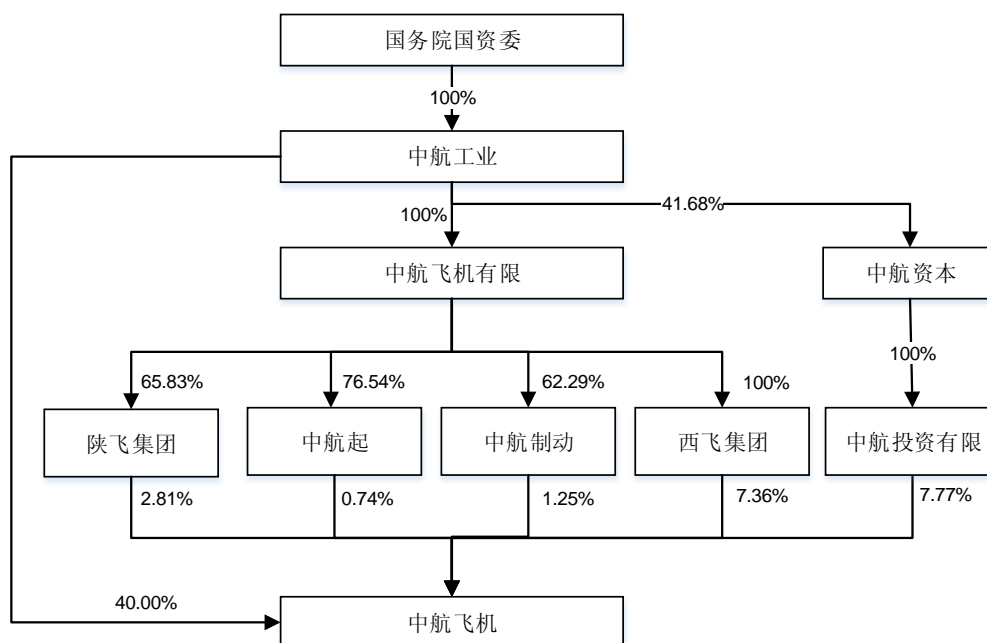 国务院国资委
100%
中航工业
100%
41.68%
中航飞机有限
中航资本
100%
65.83%
76.54%
62.29%
100%
陕飞集团
中航起
中航制动
西飞集团
中航投资有限
2.81%
0.74%
1.25%
7.36%
7.77%
40.00%
中航飞机